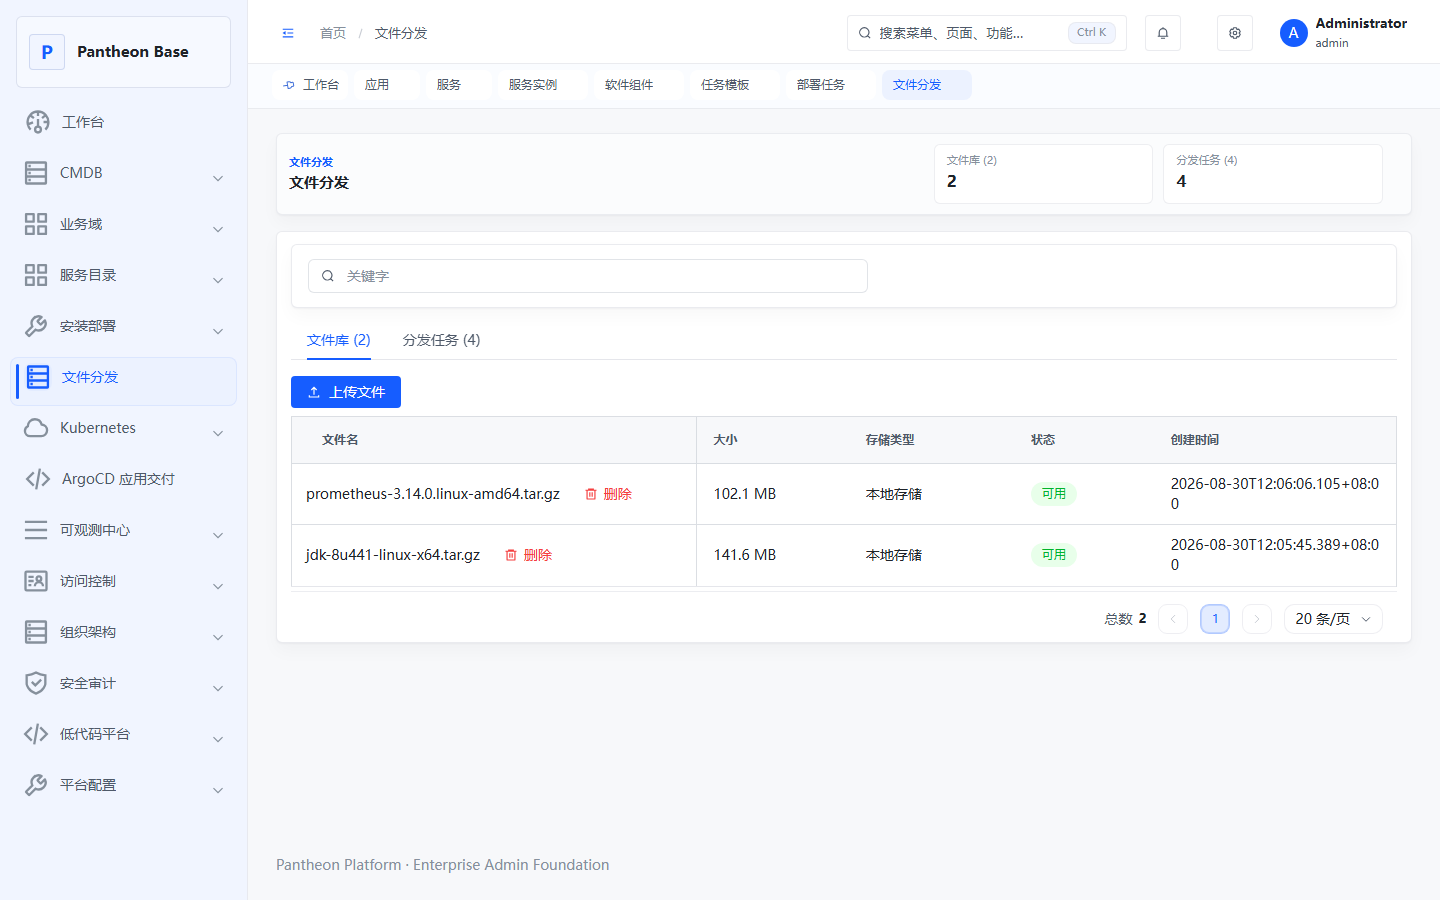 P Pantheon Base
首页 / 文件分发
搜索菜单、页面、功能... Ctrl K
A Administrator
admin
工作台 应用 服务 服务实例 软件组件 任务模板 部署任务 文件分发
工作台
CMDB
业务域
服务目录
安装部署
文件分发
Kubernetes
ArgoCD 应用交付
可观测中心
访问控制
组织架构
安全审计
低代码平台
平台配置
文件分发
文件分发
文件库 (2)
2
分发任务 (4)
4
关键字
文件库 (2) 分发任务 (4)
上传文件
文件名 大小 存储类型 状态 创建时间
prometheus-3.14.0.linux-amd64.tar.gz 删除 102.1 MB 本地存储 可用 2026-08-30T12:06:06.105+08:0
0
jdk-8u441-linux-x64.tar.gz 删除 141.6 MB 本地存储 可用 2026-08-30T12:05:45.389+08:0
0
总数 2 1 20 条/页
Pantheon Platform · Enterprise Admin Foundation